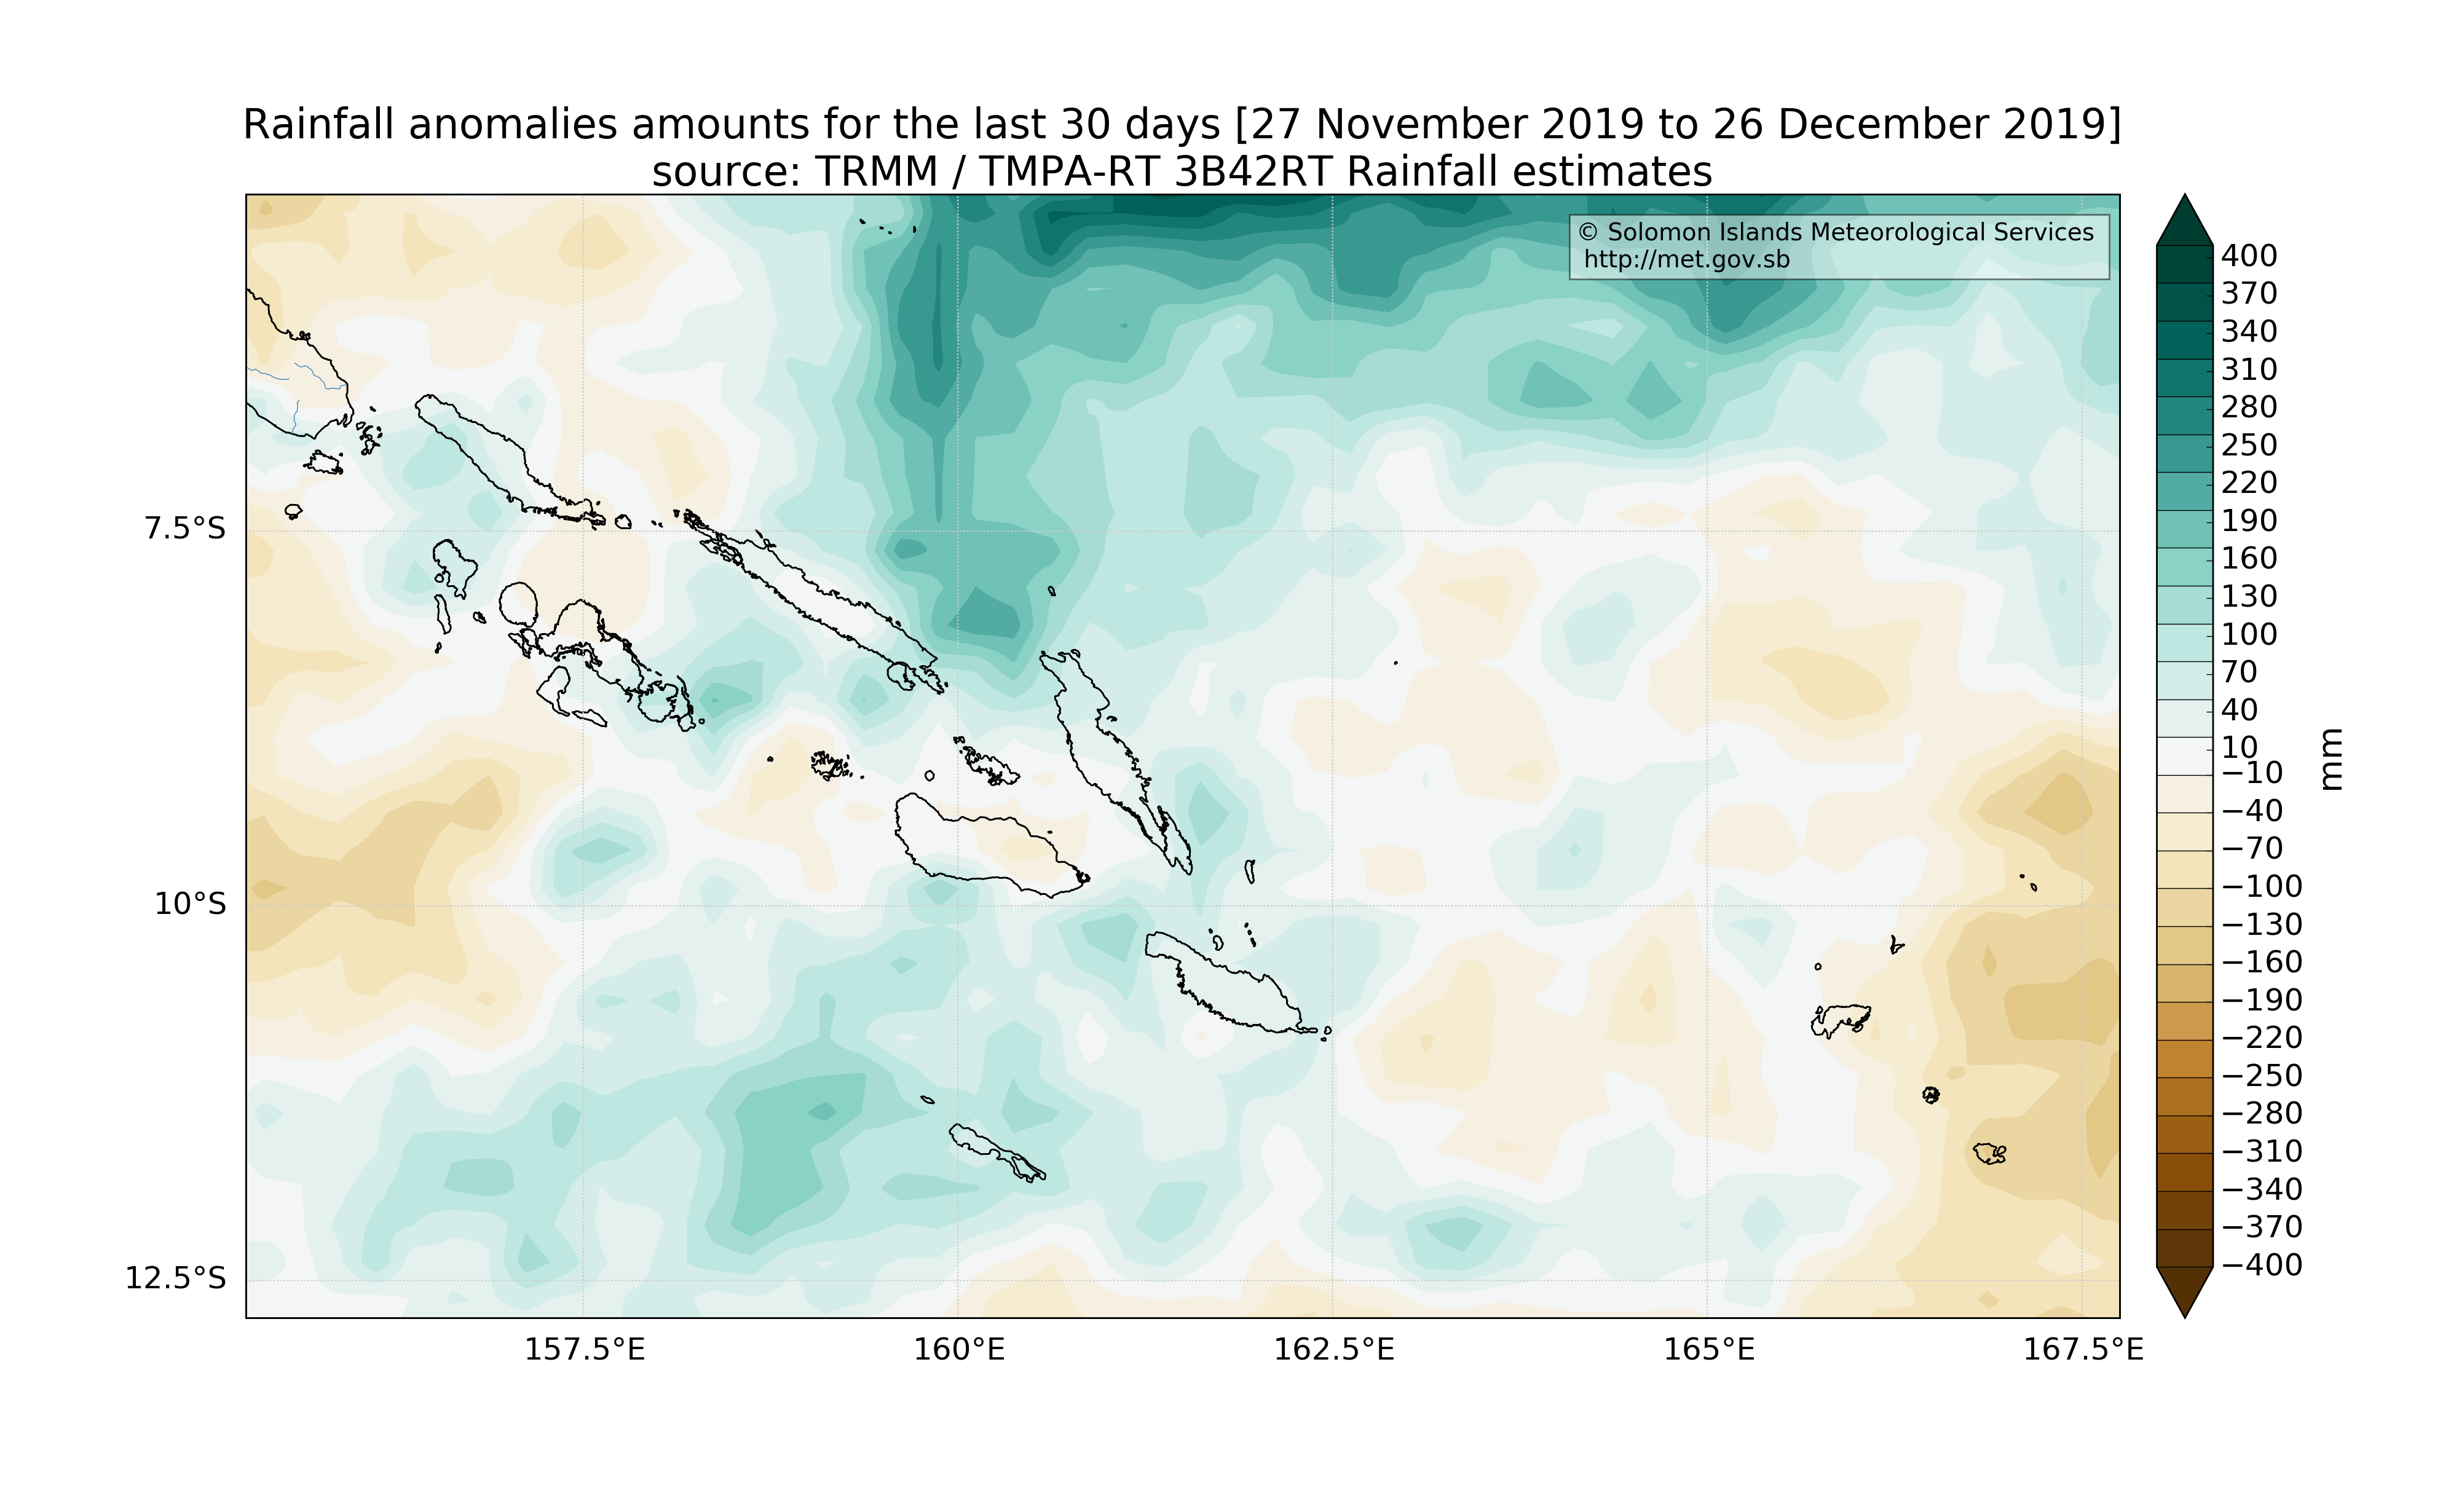 Rainfall anomalies amounts for the last 30 days [27 November 2019 to 26 December 2019]
source: TRMM / TMPA-RT 3B42RT Rainfall estimates
© Solomon Islands Meteorological Services
http://met.gov.sb
7.5°S
10°S
12.5°S
157.5°E
160°E
162.5°E
165°E
167.5°E
400
370
340
310
280
250
220
190
160
130
100
70
40
10
−10
−40
−70
−100
−130
−160
−190
−220
−250
−280
−310
−340
−370
−400
mm